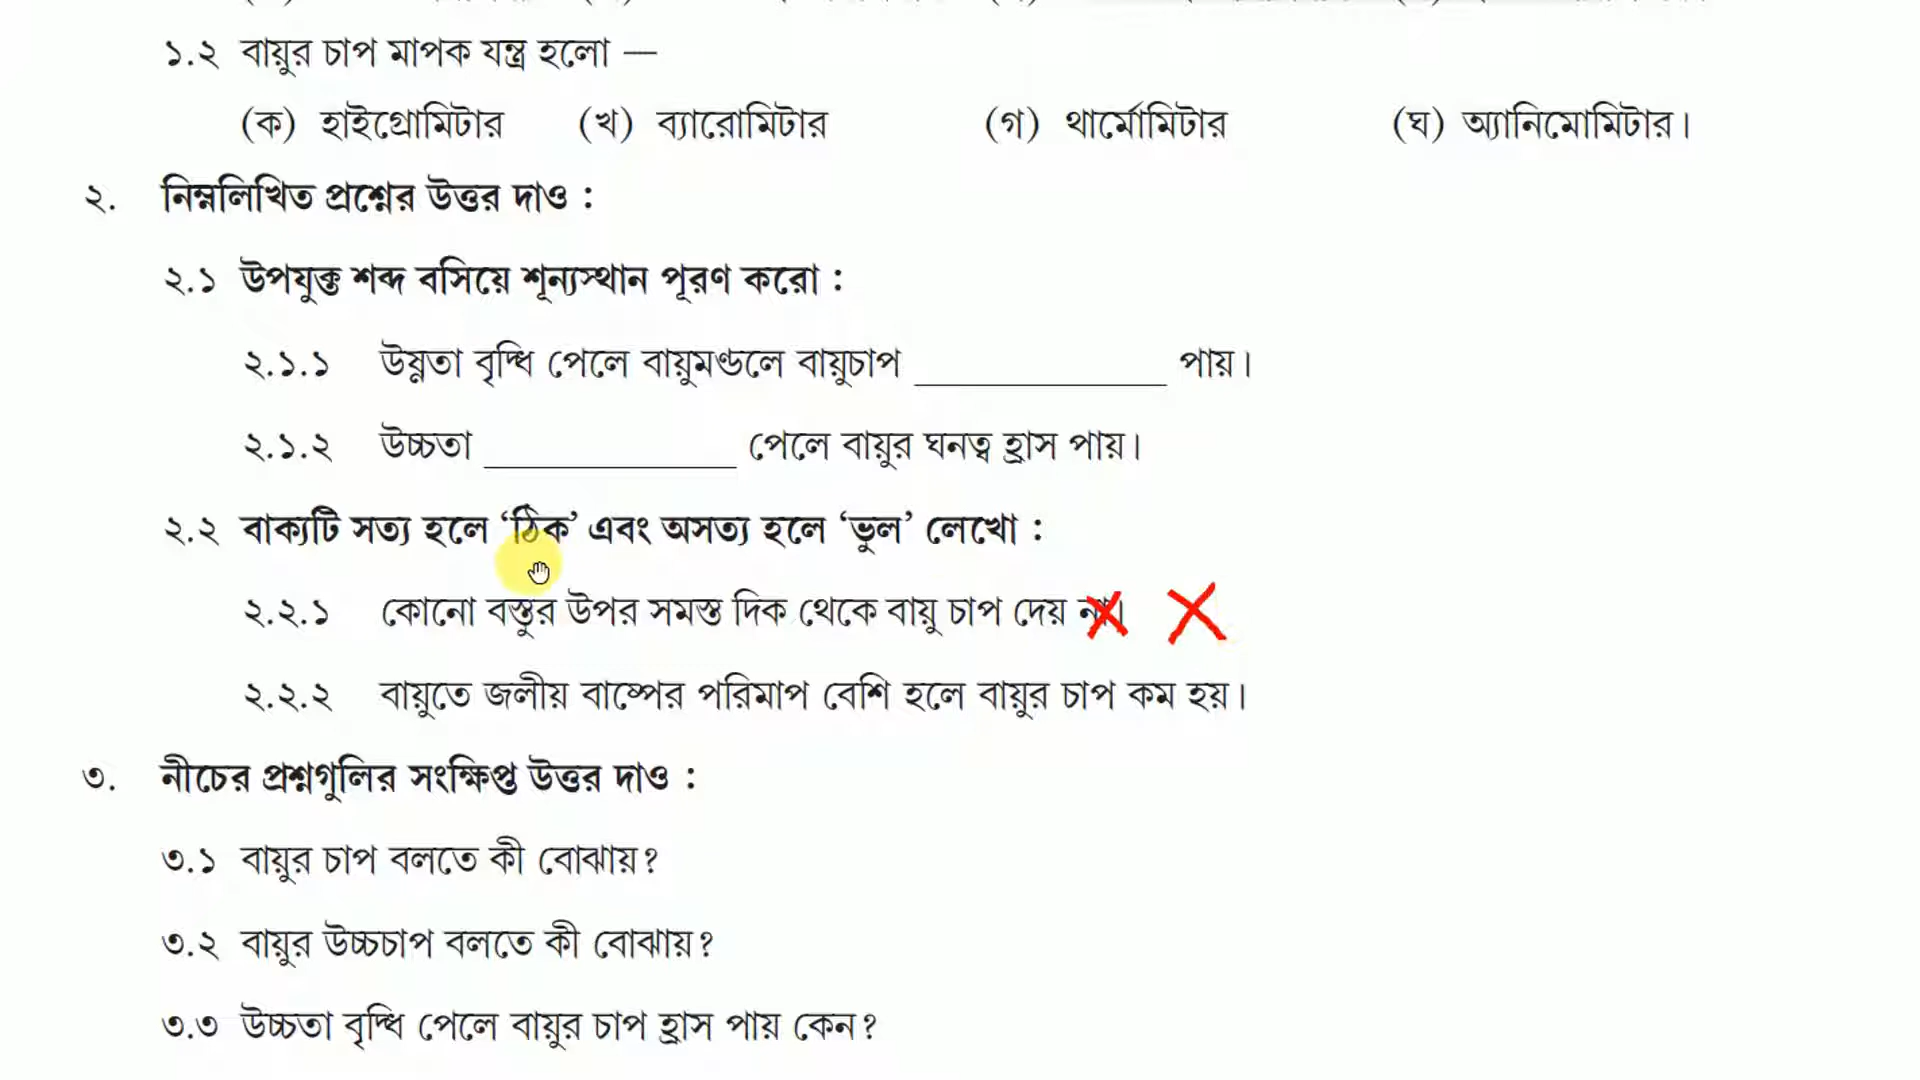 ১.২ বায়ুর চাপ মাপক যন্ত্র হলো —
(ক) হাইগ্রোমিটার (খ) ব্যারোমিটার (গ) থার্মোমিটার (ঘ) অ্যানিমোমিটার।
২. নিম্নলিখিত প্রশ্নের উত্তর দাও :
২.১ উপযুক্ত শব্দ বসিয়ে শূন্যস্থান পূরণ করো :
২.১.১ উষ্ণতা বৃদ্ধি পেলে বায়ুমণ্ডলে বায়ুচাপ ____________ পায়।
২.১.২ উচ্চতা ____________ পেলে বায়ুর ঘনত্ব হ্রাস পায়।
২.২ বাক্যটি সত্য হলে ‘ঠিক’ এবং অসত্য হলে ‘ভুল’ লেখো :
২.২.১ কোনো বস্তুর উপর সমস্ত দিক থেকে বায়ু চাপ দেয় না।
২.২.২ বায়ুতে জলীয় বাষ্পের পরিমাপ বেশি হলে বায়ুর চাপ কম হয়।
৩. নীচের প্রশ্নগুলির সংক্ষিপ্ত উত্তর দাও :
৩.১ বায়ুর চাপ বলতে কী বোঝায়?
৩.২ বায়ুর উচ্চচাপ বলতে কী বোঝায়?
৩.৩ উচ্চতা বৃদ্ধি পেলে বায়ুর চাপ হ্রাস পায় কেন?